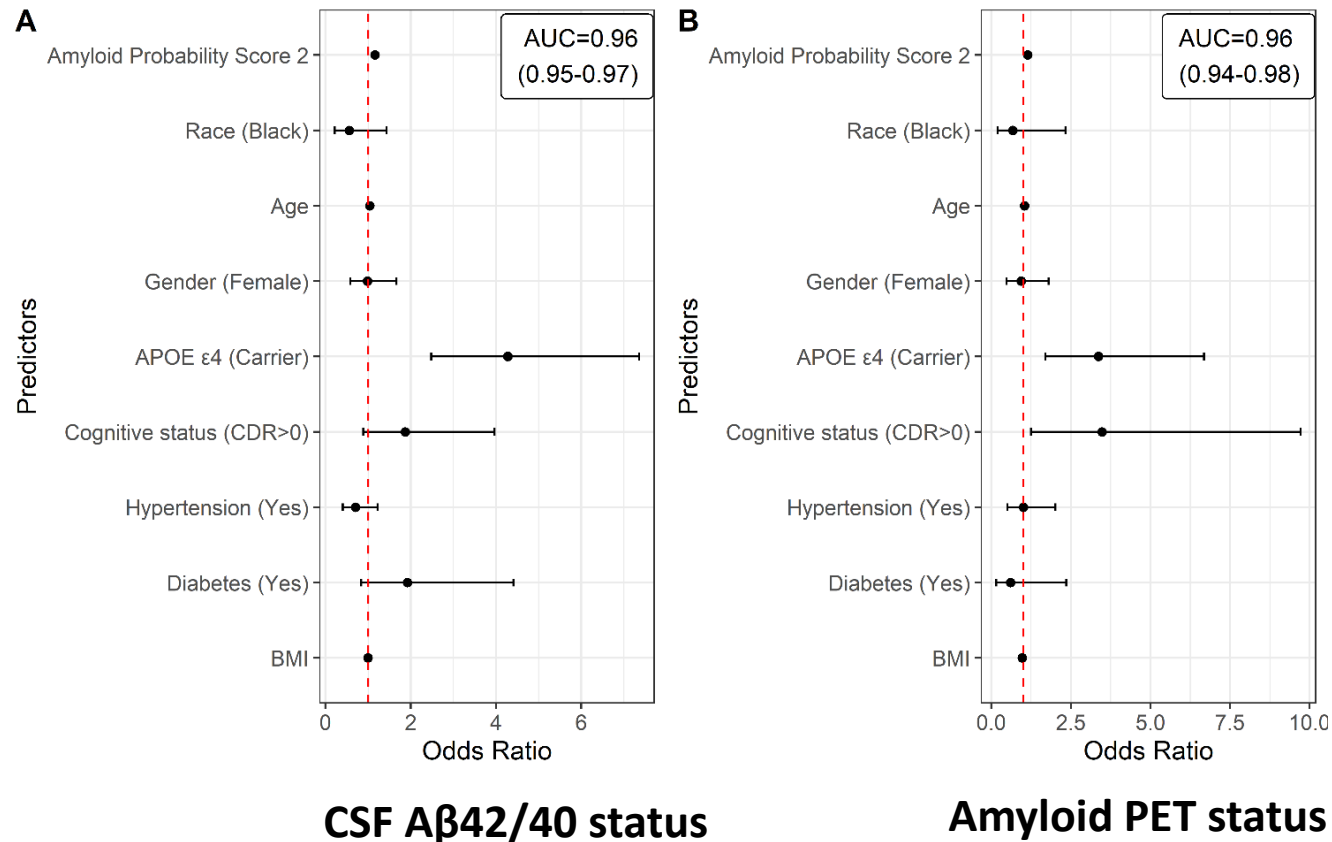 A
AUC=0.96
(0.95-0.97)
Amyloid Probability Score 2
Race (Black)
Age
Gender (Female)
APOE ε4 (Carrier)
Cognitive status (CDR>0)
Hypertension (Yes)
Diabetes (Yes)
BMI
Predictors
0 2 4 6
Odds Ratio
CSF Aβ42/40 status
B
AUC=0.96
(0.94-0.98)
Amyloid Probability Score 2
Race (Black)
Age
Gender (Female)
APOE ε4 (Carrier)
Cognitive status (CDR>0)
Hypertension (Yes)
Diabetes (Yes)
BMI
Predictors
0.0 2.5 5.0 7.5 10.0
Odds Ratio
Amyloid PET status